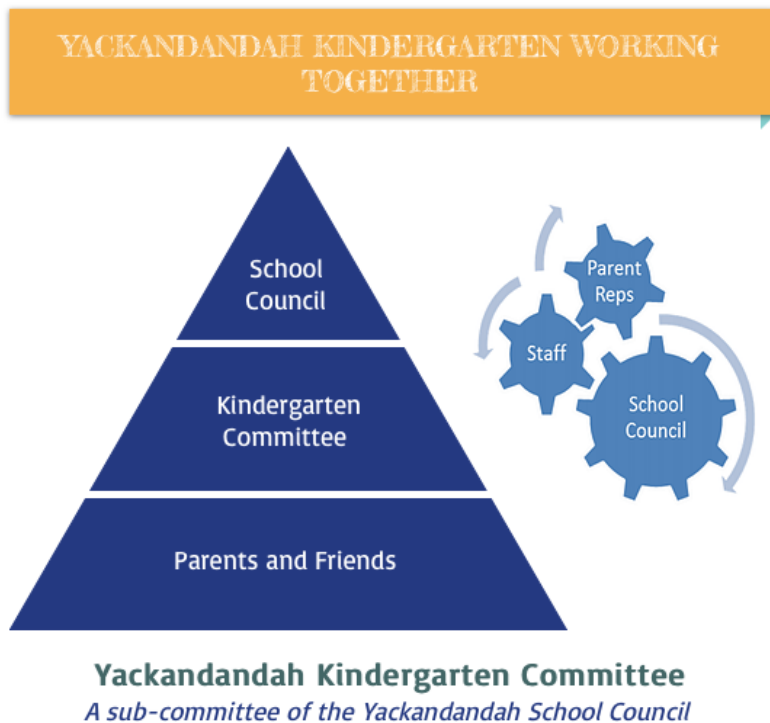 YACKANDANDAH KINDERGARTEN WORKING
TOGETHER
School
Council
Kindergarten
Committee
Parents and Friends
Parent
Reps
Staff
School
Council
Yackandandah Kindergarten Committee
A sub-committee of the Yackandandah School Council